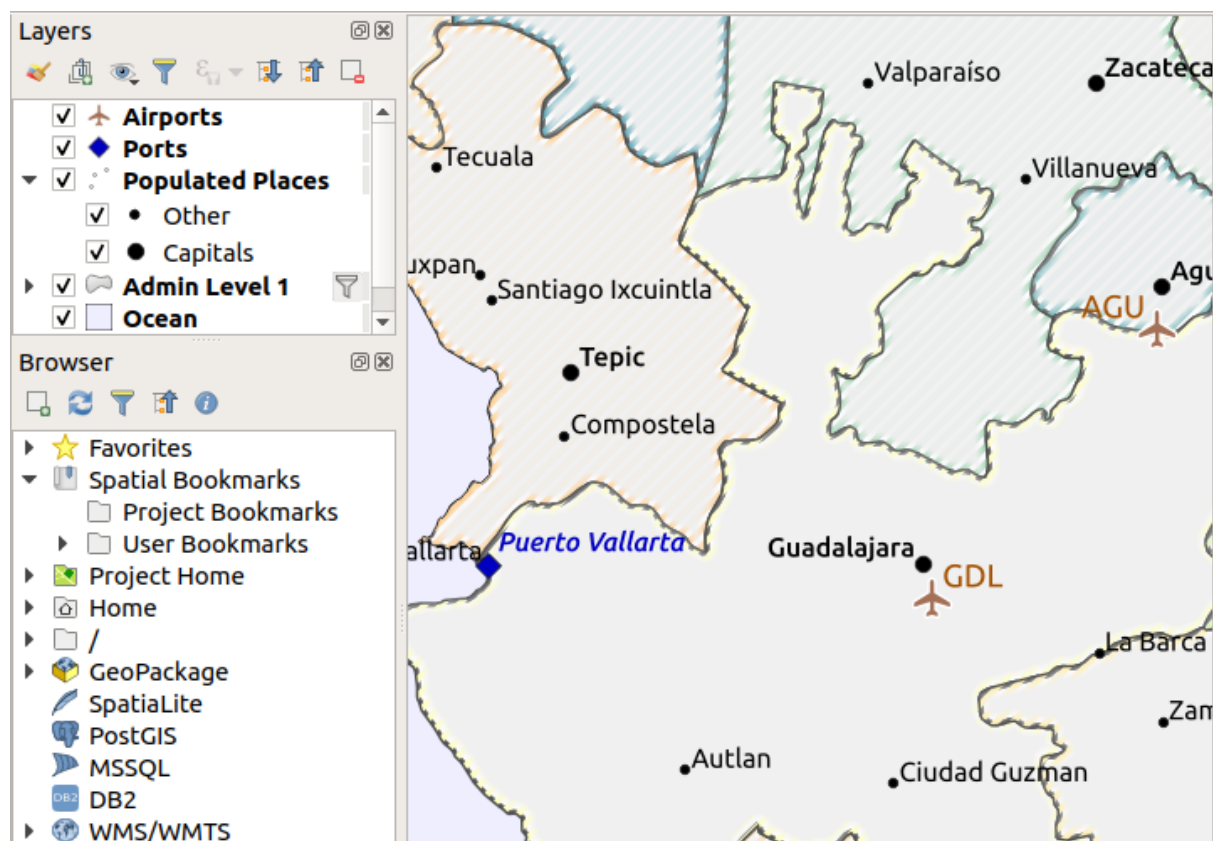 Layers
Airports
Ports
Populated Places
Other
Capitals
Admin Level 1
Ocean
Browser
Favorites
Spatial Bookmarks
Project Bookmarks
User Bookmarks
Project Home
Home
/
GeoPackage
SpatiaLite
PostGIS
MSSQL
DB2
DB2
WMS/WMTS
Valparaíso
Zacateca
Tecuala
Villanueva
uxpan
Santiago Ixcuintla
Agu
AGU
Tepic
Compostela
allarta
Puerto Vallarta
Guadalajara
GDL
La Barca
Zam
Autlan
Ciudad Guzman